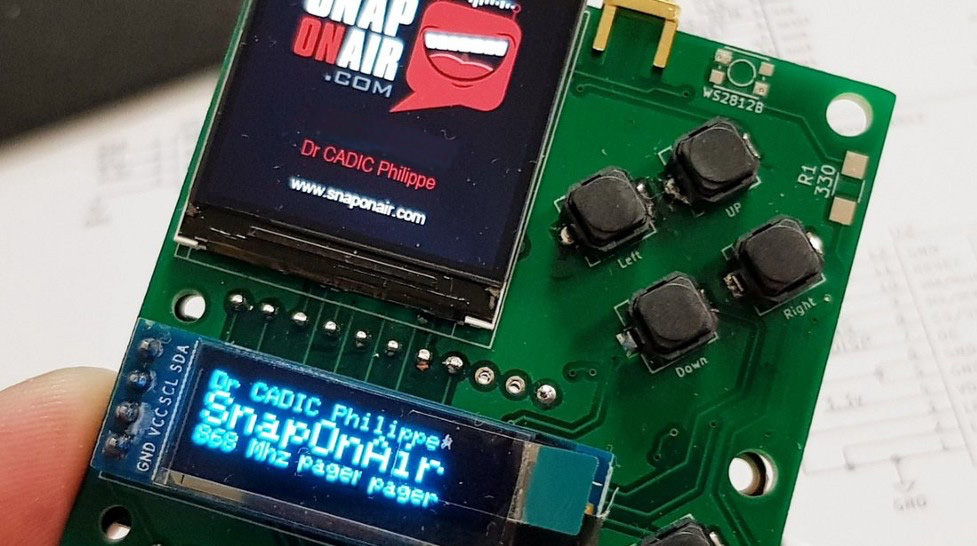 SNAP
ONAIR
.COM
Dr CADIC Philippe
www.snaponair.com
WS2812B
R1
330
UP
Left
Right
Down
GND VCC SCL SDA
Dr CADIC Philippe
SnapOnAir
868 Mhz pager pager
GND